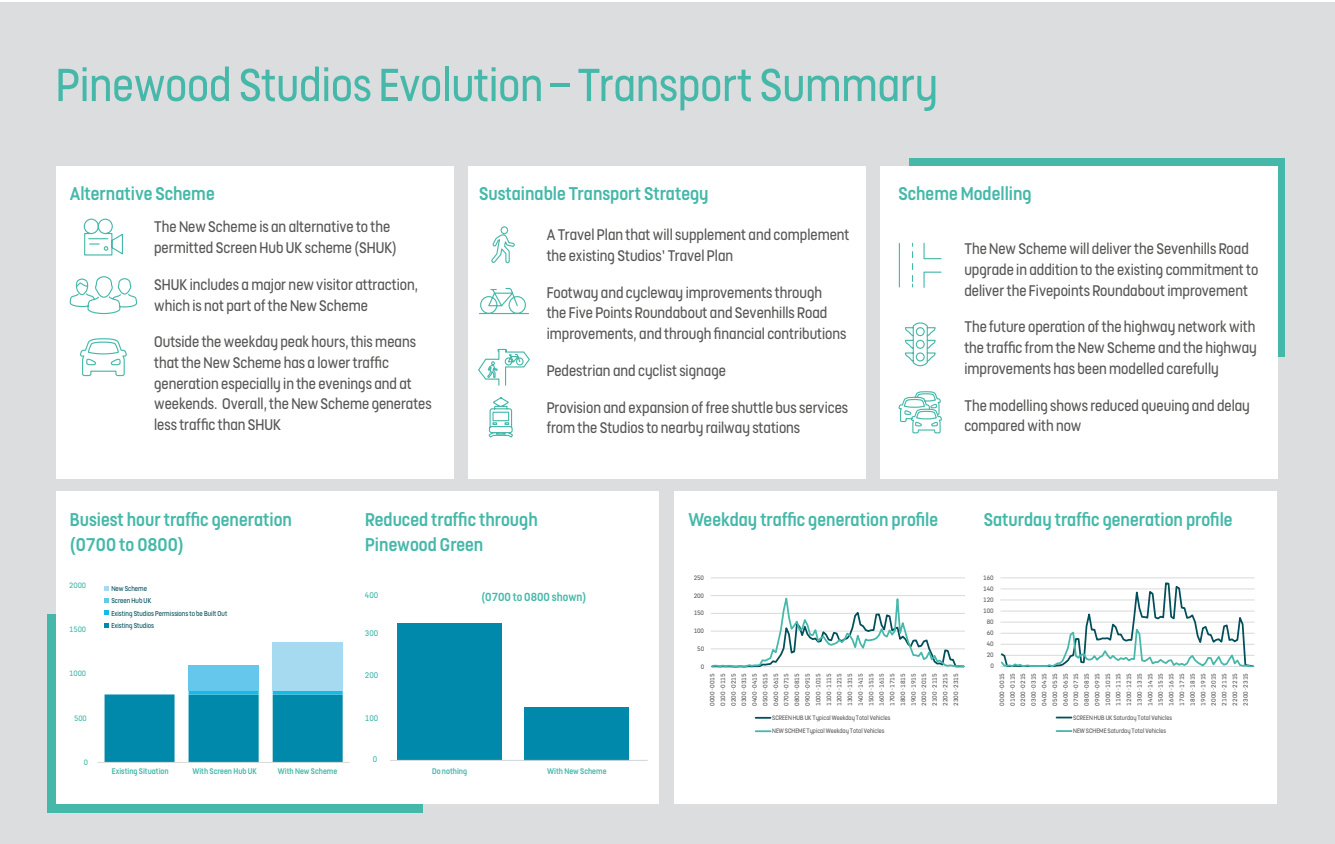 Pinewood Studios Evolution – Transport Summary
Alternative Scheme
The New Scheme is an alternative to the
permitted Screen Hub UK scheme (SHUK)
SHUK includes a major new visitor attraction,
which is not part of the New Scheme
Outside the weekday peak hours, this means
that the New Scheme has a lower traffic
generation especially in the evenings and at
weekends. Overall, the New Scheme generates
less traffic than SHUK
Sustainable Transport Strategy
A Travel Plan that will supplement and complement
the existing Studios' Travel Plan
Footway and cycleway improvements through
the Five Points Roundabout and Sevenhills Road
improvements, and through financial contributions
Pedestrian and cyclist signage
Provision and expansion of free shuttle bus services
from the Studios to nearby railway stations
Scheme Modelling
The New Scheme will deliver the Sevenhills Road
upgrade in addition to the existing commitment to
deliver the Fivepoints Roundabout improvement
The future operation of the highway network with
the traffic from the New Scheme and the highway
improvements has been modelled carefully
The modelling shows reduced queuing and delay
compared with now
Busiest hour traffic generation
(0700 to 0800)
2000
1500
1000
500
0
New Scheme
Screen Hub UK
Existing Studios Permissions to be Built Out
Existing Studios
Existing Situation
With Screen Hub UK
With New Scheme
Reduced traffic through
Pinewood Green
(0700 to 0800 shown)
400
300
200
100
0
Do nothing
With New Scheme
Weekday traffic generation profile
250
200
150
100
50
0
SCREEN HUB UK Typical Weekday Total Vehicles
NEW SCHEME Typical Weekday Total Vehicles
Saturday traffic generation profile
160
140
120
100
80
60
40
20
0
SCREEN HUB UK Saturday Total Vehicles
NEW SCHEME Saturday Total Vehicles